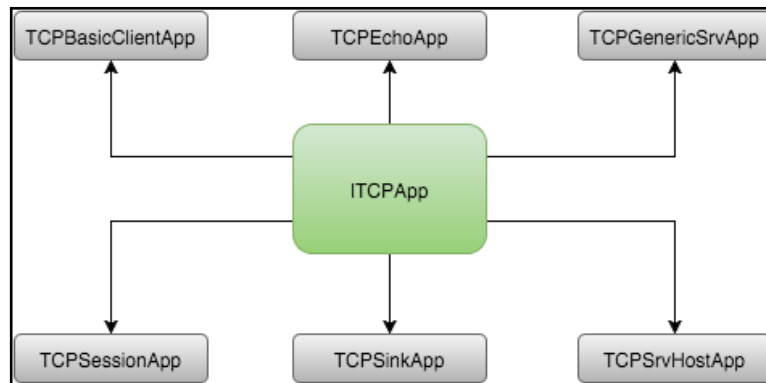 TCPBasicClientApp
TCPEchoApp
TCPGenericSrvApp
ITCPApp
TCPSessionApp
TCPSinkApp
TCPSrvHostApp